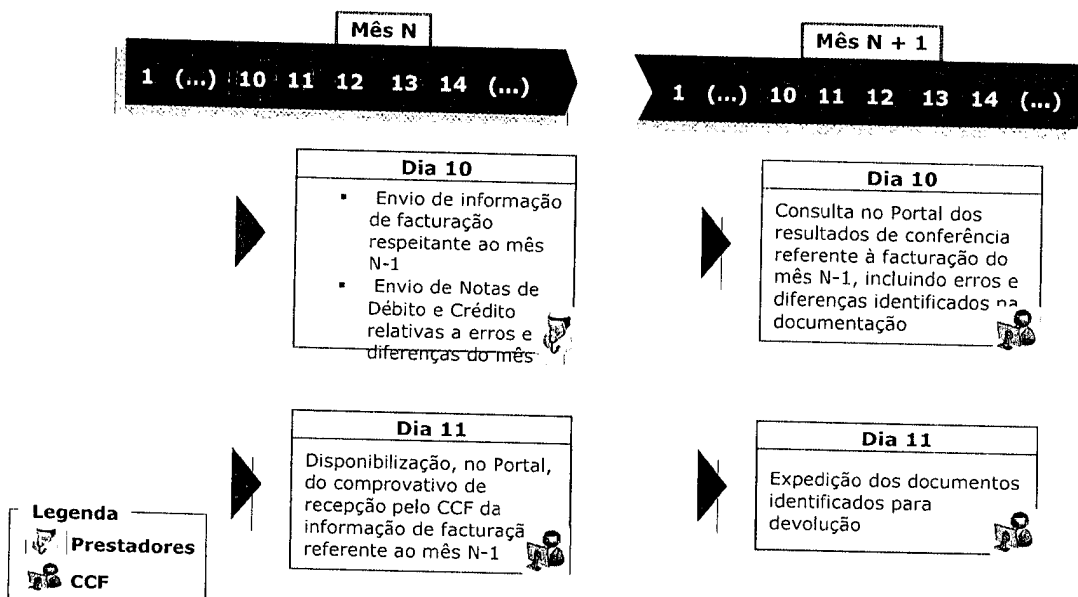 Mês N
1 (...) 10 11 12 13 14 (...)
Mês N + 1
1 (...) 10 11 12 13 14 (...)
Dia 10
▪ Envio de informação
de facturação
respeitante ao mês
N-1
▪ Envio de Notas de
Débito e Crédito
relativas a erros e
diferenças do mês
Dia 10
Consulta no Portal dos
resultados de conferência
referente à facturação do
mês N-1, incluindo erros e
diferenças identificados na
documentação
Dia 11
Disponibilização, no Portal,
do comprovativo de
recepção pelo CCF da
informação de facturaçã
referente ao mês N-1
Dia 11
Expedição dos documentos
identificados para
devolução
Legenda
Prestadores
CCF